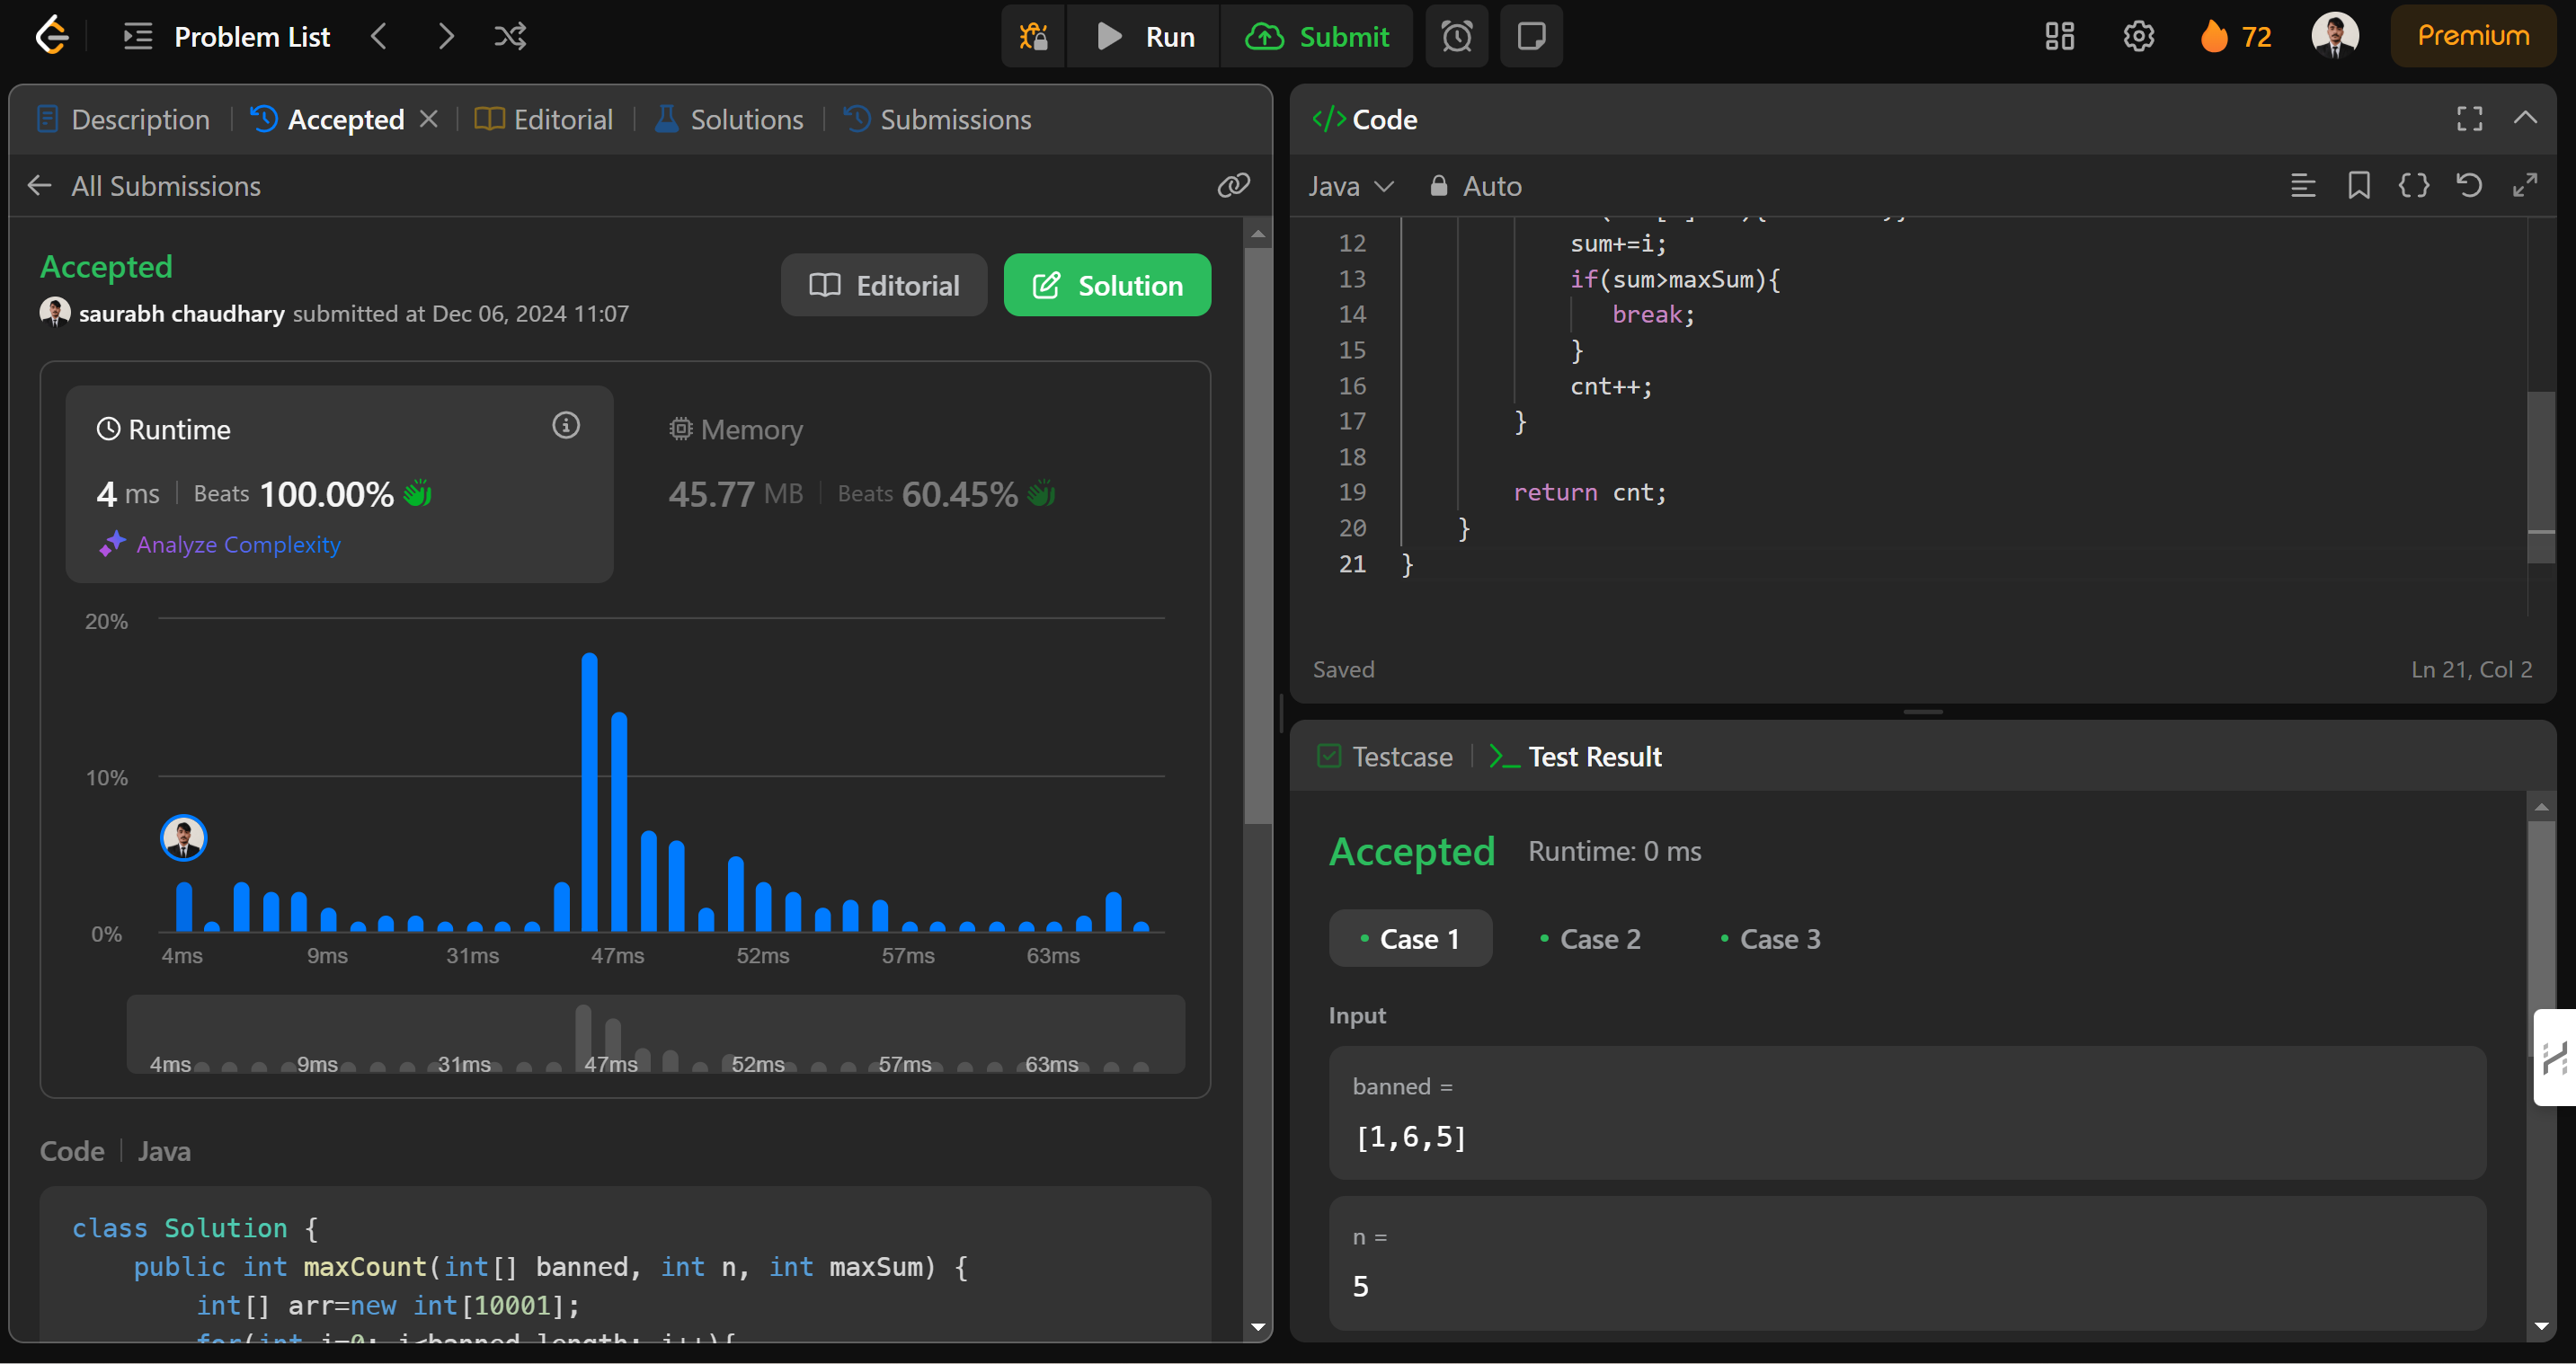 Problem List
Run
Submit
72
Premium
Description
Accepted
Editorial
Solutions
Submissions
All Submissions
Accepted
saurabh chaudhary submitted at Dec 06, 2024 11:07
Editorial
Solution
Runtime
4 ms
Beats 100.00%
Analyze Complexity
Memory
45.77 MB
Beats 60.45%
20%
10%
0%
4ms 9ms 31ms 47ms 52ms 57ms 63ms
4ms 9ms 31ms 47ms 52ms 57ms 63ms
Code
Java
class Solution {
public int maxCount(int[] banned, int n, int maxSum) {
int[] arr=new int[10001];
for(int i=0; i<banned.length; i++){
</> Code
Java
Auto
12 sum+=i;
13 if(sum>maxSum){
14 break;
15 }
16 cnt++;
17 }
18
19 return cnt;
20 }
21 }
Saved
Ln 21, Col 2
Testcase
Test Result
Accepted
Runtime: 0 ms
Case 1
Case 2
Case 3
Input
banned =
[1,6,5]
n =
5